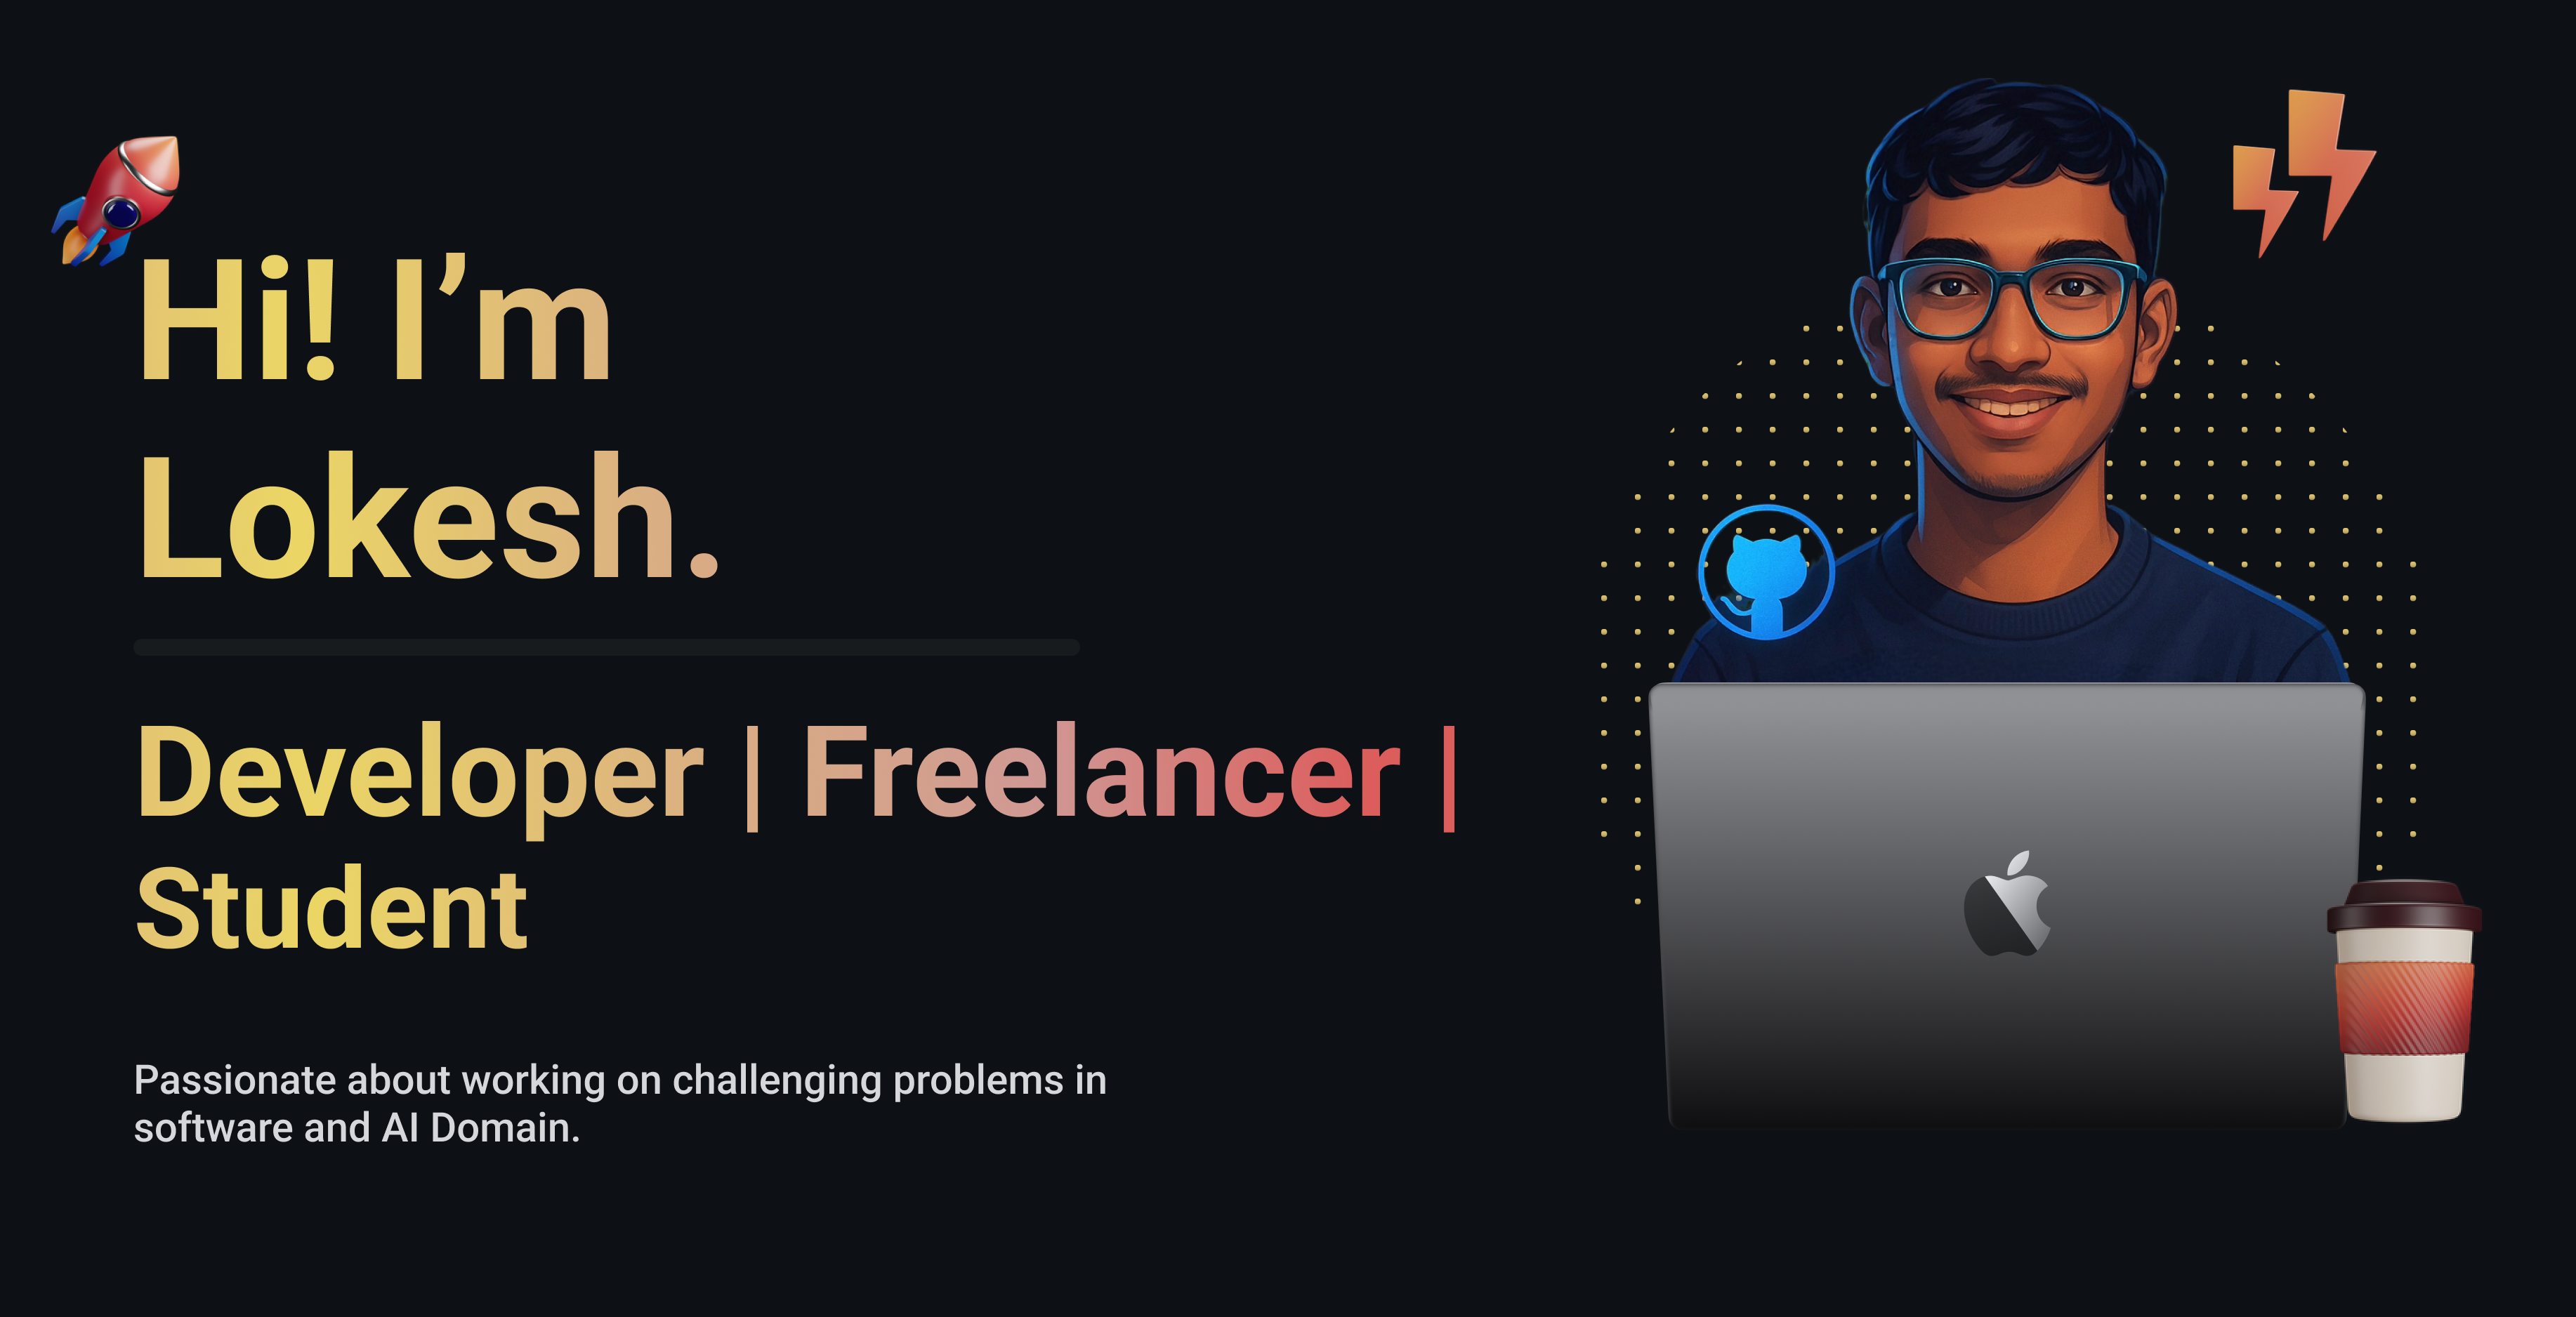 Hi! I’m
Lokesh.
Developer | Freelancer |
Student
Passionate about working on challenging problems in
software and AI Domain.